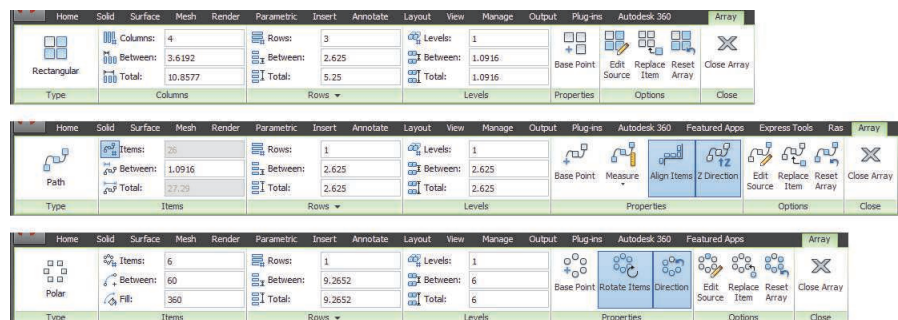 Home Solid Surface Mesh Render Parametric Insert Annotate Layout View Manage Output Plug-ins Autodesk 360 Array
Columns: 4 Rows: 3 Levels: 1
Between: 3.6192 Between: 2.625 Between: 1.0916
Total: 10.8577 Total: 5.25 Total: 1.0916
Rectangular Base Point Edit Source Replace Item Reset Array Close Array
Type Columns Rows Levels Properties Options Close
Home Solid Surface Mesh Render Parametric Insert Annotate Layout View Manage Output Plug-ins Autodesk 360 Featured Apps Express Tools Ras Array
Items: 26 Rows: 1 Levels: 1
Between: 1.0916 Between: 2.625 Between: 2.625
Total: 27.29 Total: 2.625 Total: 2.625
Path Base Point Measure Align Items Z Direction Edit Source Replace Item Reset Array Close Array
Type Items Rows Levels Properties Options Close
Home Solid Surface Mesh Render Parametric Insert Annotate Layout View Manage Output Plug-ins Autodesk 360 Featured Apps Array
Items: 6 Rows: 1 Levels: 1
Between: 60 Between: 9.2652 Between: 6
Fill: 360 Total: 9.2652 Total: 6
Polar Base Point Rotate Items Direction Edit Source Replace Item Reset Array Close Array
Type Items Rows Levels Properties Options Close